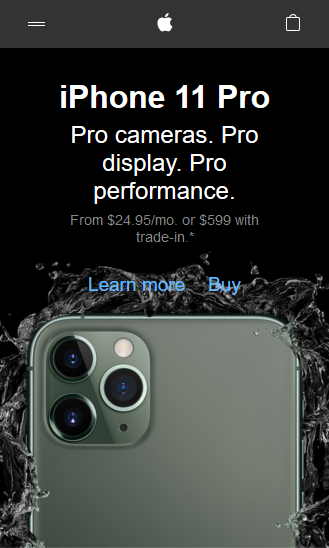 iPhone 11 Pro
Pro cameras. Pro
display. Pro
performance.
From $24.95/mo. or $599 with
trade-in.*
Learn more Buy